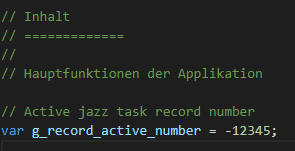 // Inhalt
// =============
//
// Hauptfunktionen der Applikation
// Active jazz task record number
var g_record_active_number = -12345;